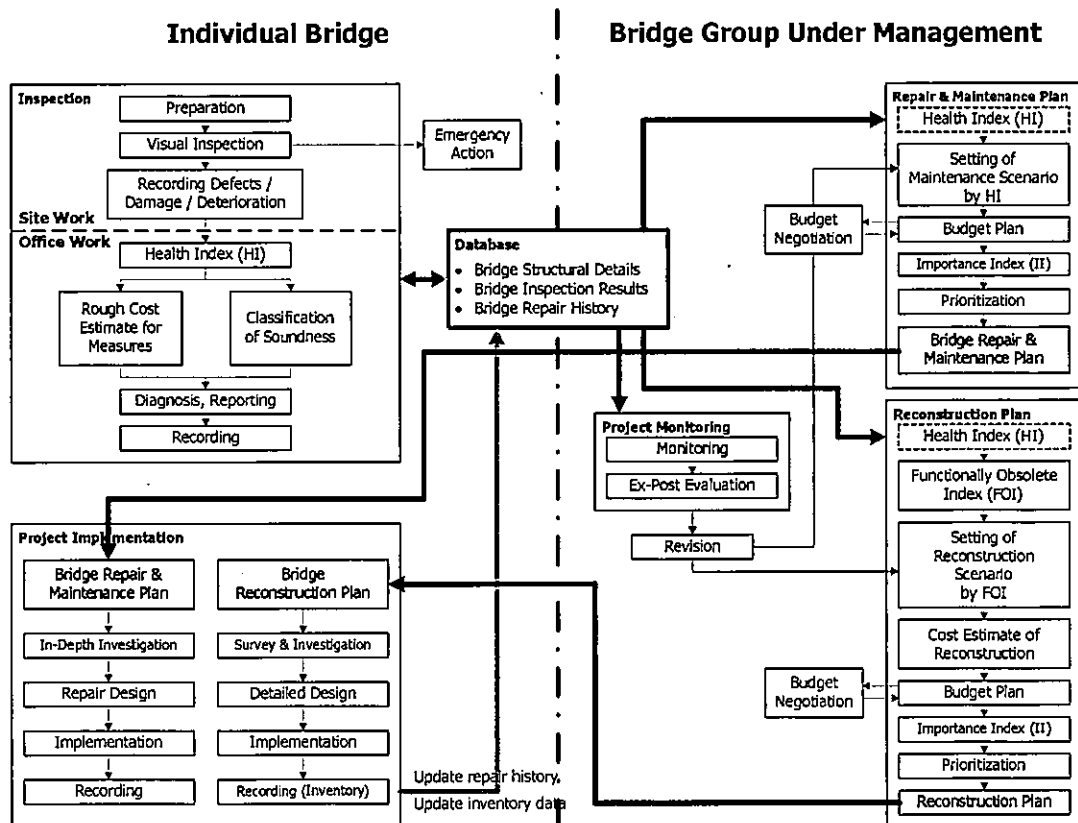 Individual Bridge
Bridge Group Under Management
Inspection
Preparation
Visual Inspection
Emergency
Action
Recording Defects /
Damage / Deterioration
Site Work
Office Work
Health Index (HI)
Rough Cost
Estimate for
Measures
Classification
of Soundness
Diagnosis, Reporting
Recording
Database
• Bridge Structural Details
• Bridge Inspection Results
• Bridge Repair History
Repair & Maintenance Plan
Health Index (HI)
Setting of
Maintenance Scenario
by HI
Budget
Negotiation
Budget Plan
Importance Index (II)
Prioritization
Bridge Repair &
Maintenance Plan
Project Monitoring
Monitoring
Ex-Post Evaluation
Revision
Reconstruction Plan
Health Index (HI)
Functionally Obsolete
Index (FOI)
Setting of
Reconstruction
Scenario
by FOI
Cost Estimate of
Reconstruction
Budget
Negotiation
Budget Plan
Importance Index (II)
Prioritization
Reconstruction Plan
Project Implementation
Bridge Repair &
Maintenance Plan
In-Depth Investigation
Repair Design
Implementation
Recording
Bridge
Reconstruction Plan
Survey & Investigation
Detailed Design
Implementation
Recording (Inventory)
Update repair history,
Update inventory data